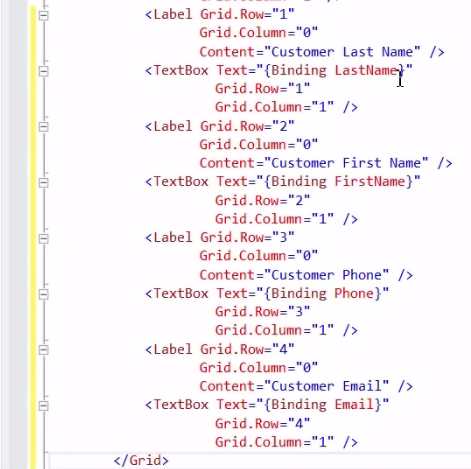 <Label Grid.Row="1"
Grid.Column="0"
Content="Customer Last Name" />
<TextBox Text="{Binding LastName}"
Grid.Row="1"
Grid.Column="1" />
<Label Grid.Row="2"
Grid.Column="0"
Content="Customer First Name" />
<TextBox Text="{Binding FirstName}"
Grid.Row="2"
Grid.Column="1" />
<Label Grid.Row="3"
Grid.Column="0"
Content="Customer Phone" />
<TextBox Text="{Binding Phone}"
Grid.Row="3"
Grid.Column="1" />
<Label Grid.Row="4"
Grid.Column="0"
Content="Customer Email" />
<TextBox Text="{Binding Email}"
Grid.Row="4"
Grid.Column="1" />
</Grid>